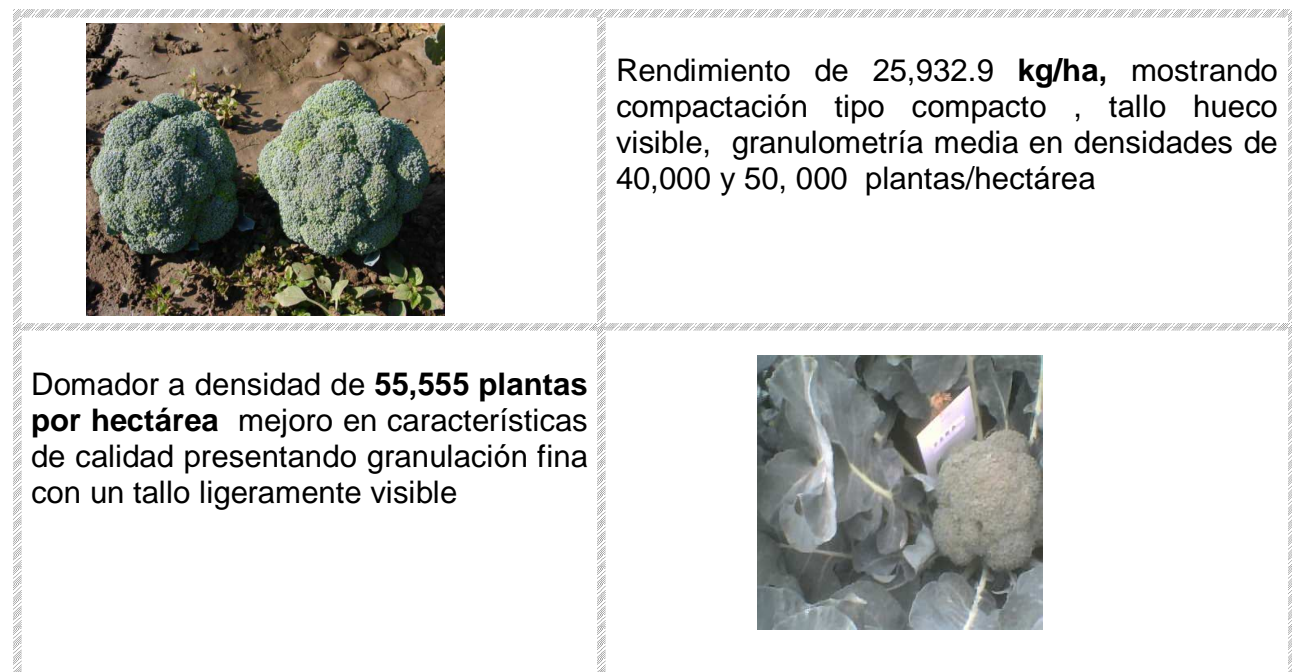 Rendimiento de 25,932.9 kg/ha, mostrando
compactación tipo compacto , tallo hueco
visible, granulometría media en densidades de
40,000 y 50, 000 plantas/hectárea
Domador a densidad de 55,555 plantas
por hectárea mejoro en características
de calidad presentando granulación fina
con un tallo ligeramente visible